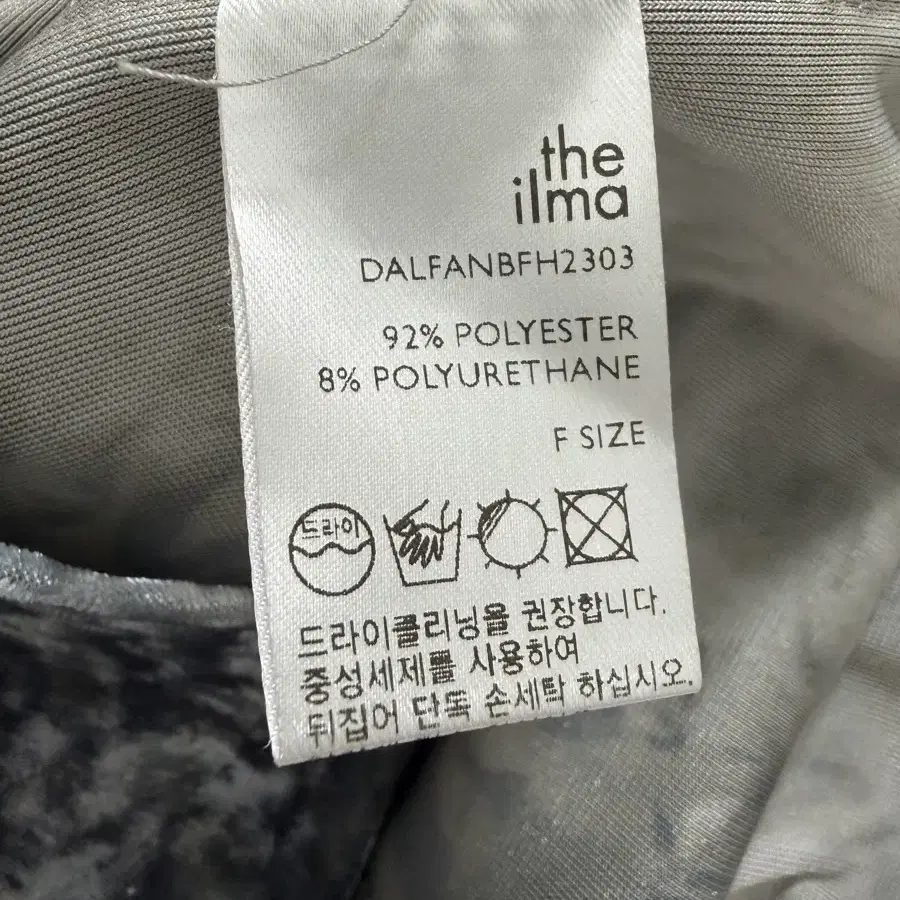 the
ilma
DALFANBFH2303
92% POLYESTER
8% POLYURETHANE
F SIZE
드라이
드라이클리닝을 권장합니다.
중성세제를 사용하여
뒤집어 단독 손세탁 하십시오.